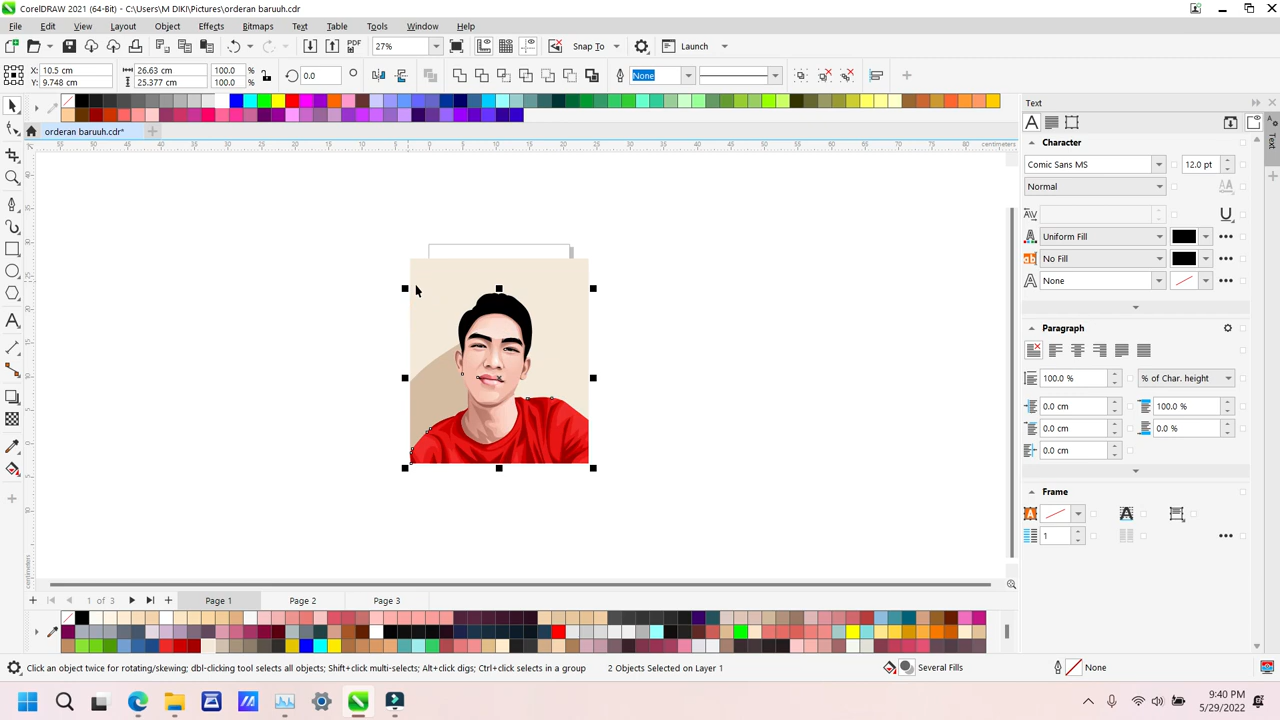 CorelDRAW 2021 (64-Bit) - C:\Users\M DIKI\Pictures\orderan baruuh.cdr*
File Edit View Layout Object Effects Bitmaps Text Table Tools Window Help
PDF 27% Snap To Launch
X: 10.5 cm 26.63 cm 100.0 % 0.0 ° None
Y: 9.748 cm 25.377 cm 100.0 %
orderan baruuh.cdr*
centimeters
Text
Character
Comic Sans MS 12.0 pt
Normal
Uniform Fill
No Fill
None
Paragraph
100.0 % % of Char. height
0.0 cm 100.0 %
0.0 cm 0.0 %
0.0 cm
Frame
1
1 of 3 Page 1 Page 2 Page 3
Click an object twice for rotating/skewing; dbl-clicking tool selects all objects; Shift+click multi-selects; Alt+click digs; Ctrl+click selects in a group 2 Objects Selected on Layer 1 Several Fills None
9:40 PM
5/29/2022